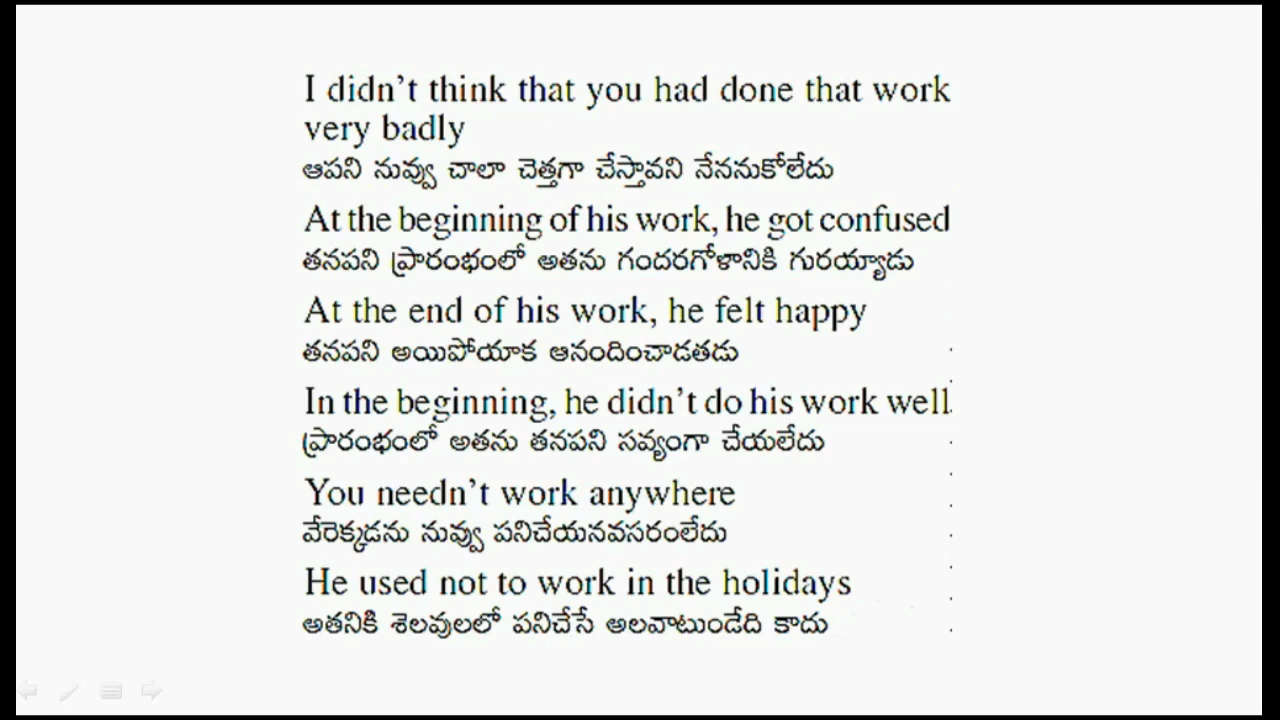 I didn't think that you had done that work
very badly
ఆపని నువ్వు చాలా చెత్తగా చేస్తావని నేననుకోలేదు
At the beginning of his work, he got confused
తనపని ప్రారంభంలో అతను గందరగోళానికి గురయ్యాడు
At the end of his work, he felt happy
తనపని అయిపోయాక ఆనందించాడతడు
In the beginning, he didn't do his work well.
ప్రారంభంలో అతను తనపని సవ్యంగా చేయలేదు
You needn't work anywhere
వేరెక్కడను నువ్వు పనిచేయనవసరంలేదు
He used not to work in the holidays
అతనికి శెలవులలో పనిచేసే అలవాటుండేది కాదు